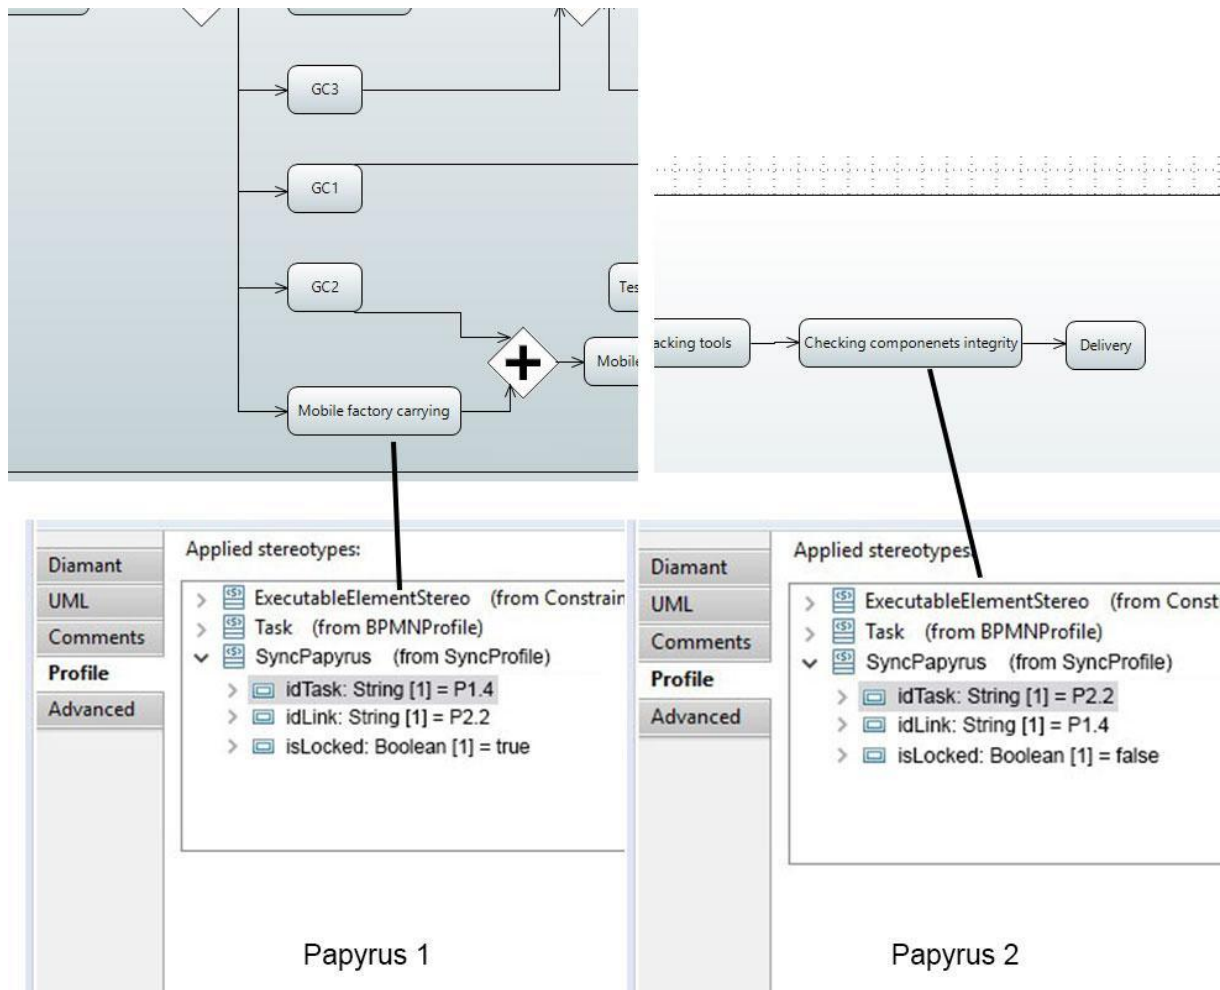 GC3
GC1
GC2
Tes
Mobile
Mobile factory carrying
acking tools
Checking componenets integrity
Delivery
Diamant
UML
Comments
Profile
Advanced
Applied stereotypes:
ExecutableElementStereo (from Constrain
Task (from BPMNProfile)
SyncPapyrus (from SyncProfile)
idTask: String [1] = P1.4
idLink: String [1] = P2.2
isLocked: Boolean [1] = true
Papyrus 1
Diamant
UML
Comments
Profile
Advanced
Applied stereotypes:
ExecutableElementStereo (from Const
Task (from BPMNProfile)
SyncPapyrus (from SyncProfile)
idTask: String [1] = P2.2
idLink: String [1] = P1.4
isLocked: Boolean [1] = false
Papyrus 2